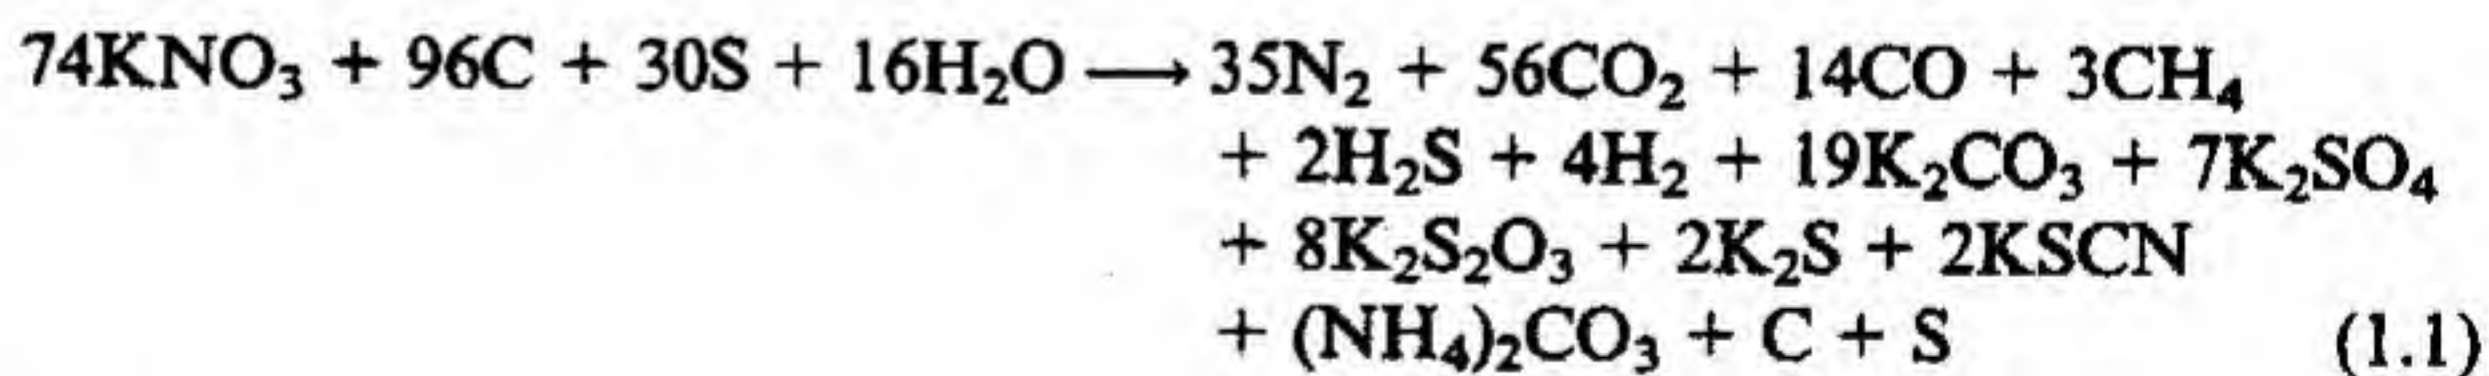 74KNO₃ + 96C + 30S + 16H₂O ⟶ 35N₂ + 56CO₂ + 14CO + 3CH₄
+ 2H₂S + 4H₂ + 19K₂CO₃ + 7K₂SO₄
+ 8K₂S₂O₃ + 2K₂S + 2KSCN
+ (NH₄)₂CO₃ + C + S (1.1)